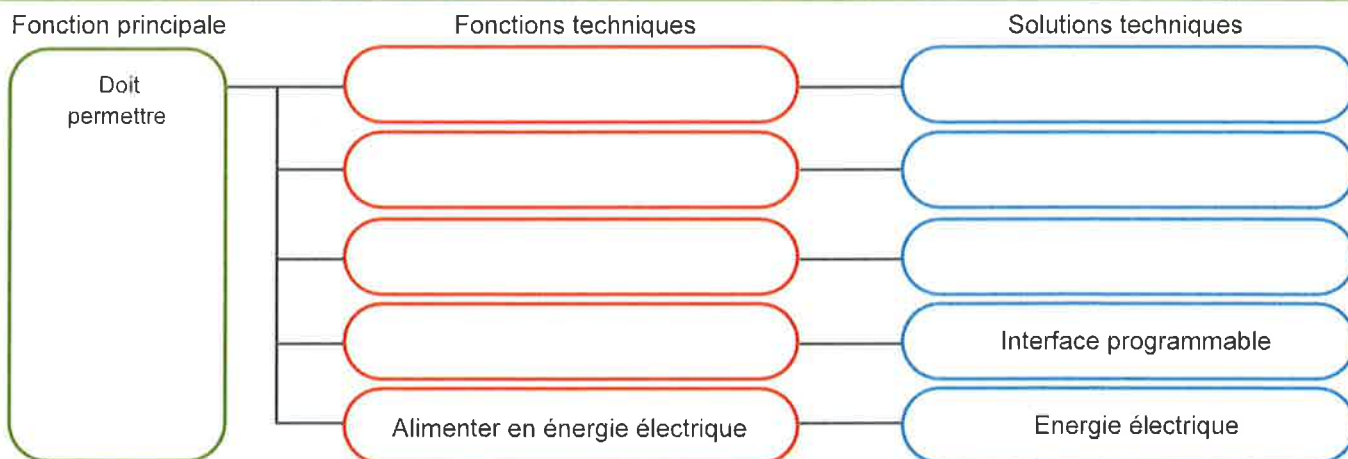 Fonction principale
Fonctions techniques
Solutions techniques
Doit
permettre
Interface programmable
Alimenter en énergie électrique
Energie électrique